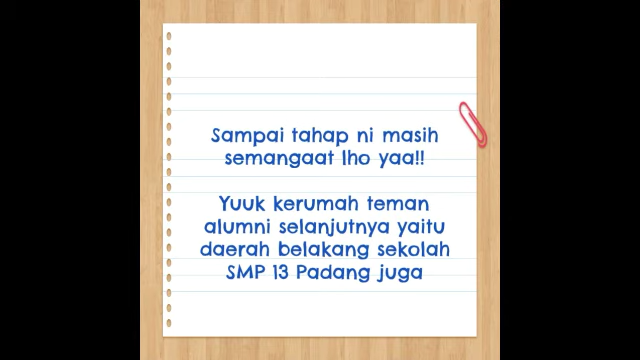 Sampai tahap ni masih
semangaat lho yaa!!
Yuuk kerumah teman
alumni selanjutnya yaitu
daerah belakang sekolah
SMP 13 Padang juga